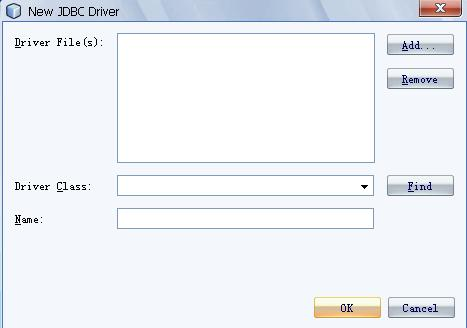 New JDBC Driver
Driver File(s):
Add...
Remove
Driver Class:
Find
Name:
OK
Cancel